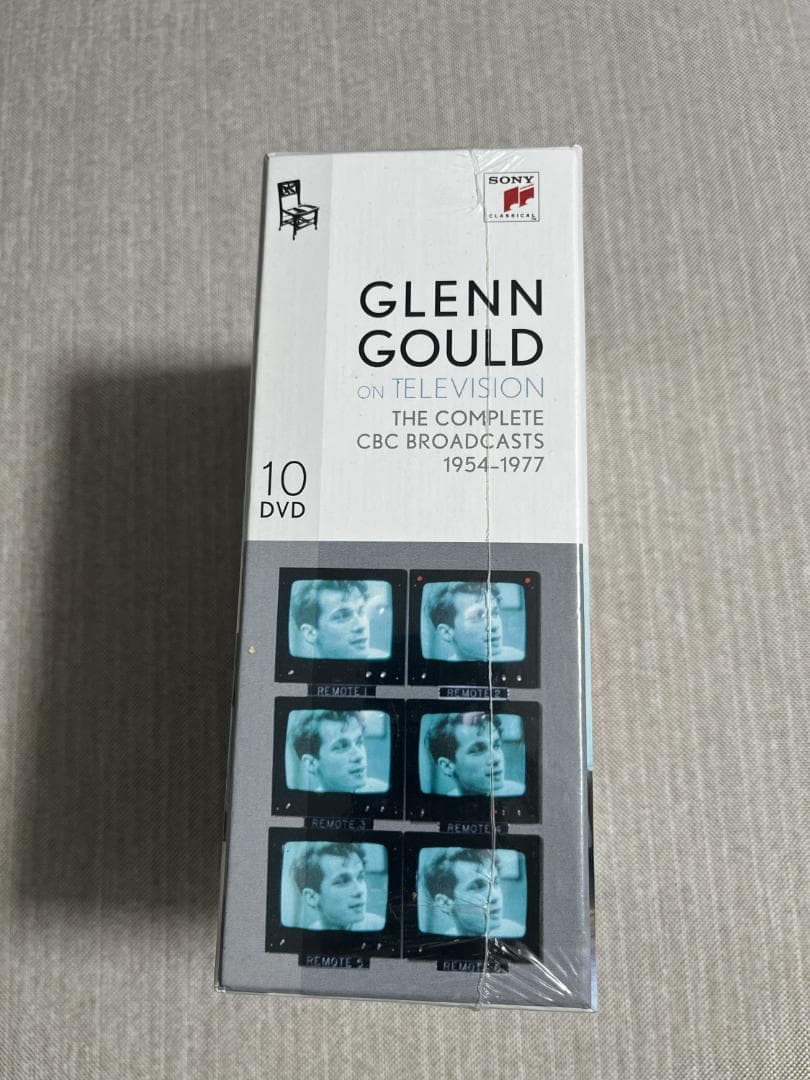 SONY
CLASSICAL
GLENN
GOULD
ON TELEVISION
THE COMPLETE
CBC BROADCASTS
1954–1977
10
DVD
REMOTE 1
REMOTE 2
REMOTE 3
REMOTE 4
REMOTE 5
REMOTE 6